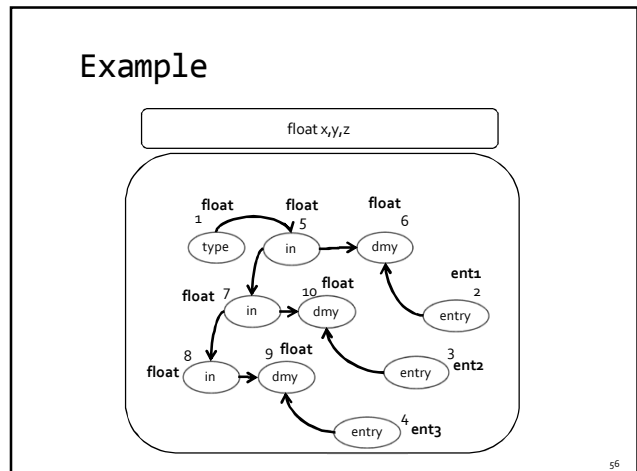 Example
float x,y,z
float float float
1 5 6
type in dmy
ent1
float 7 10 float
2
in dmy entry
8 9 float
3
float in dmy entry ent2
4
entry ent3
56